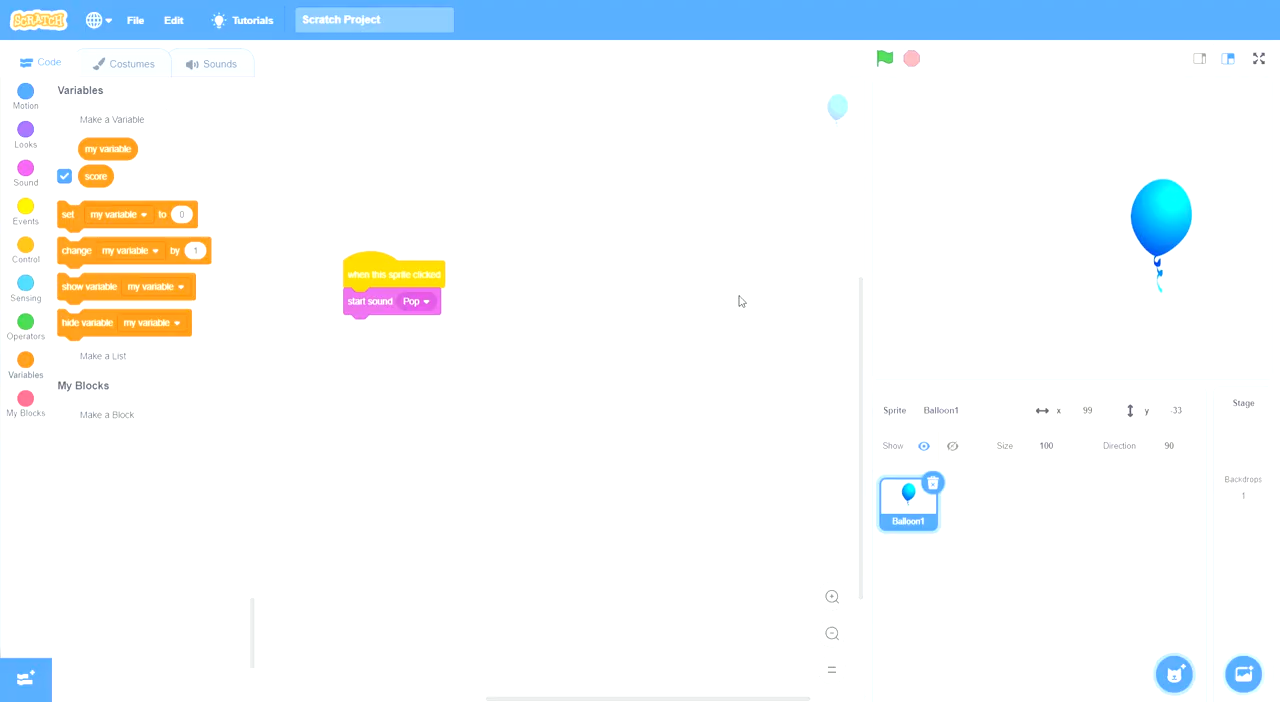 SCRATCH File Edit Tutorials Scratch Project
Code Costumes Sounds
Motion
Looks
Sound
Events
Control
Sensing
Operators
Variables
My Blocks
Variables
Make a Variable
my variable
score
set my variable to 0
change my variable by 1
show variable my variable
hide variable my variable
Make a List
My Blocks
Make a Block
when this sprite clicked
start sound Pop
Sprite Balloon1 x 99 y -33
Show Size 100 Direction 90
Balloon1
Stage
Backdrops
1